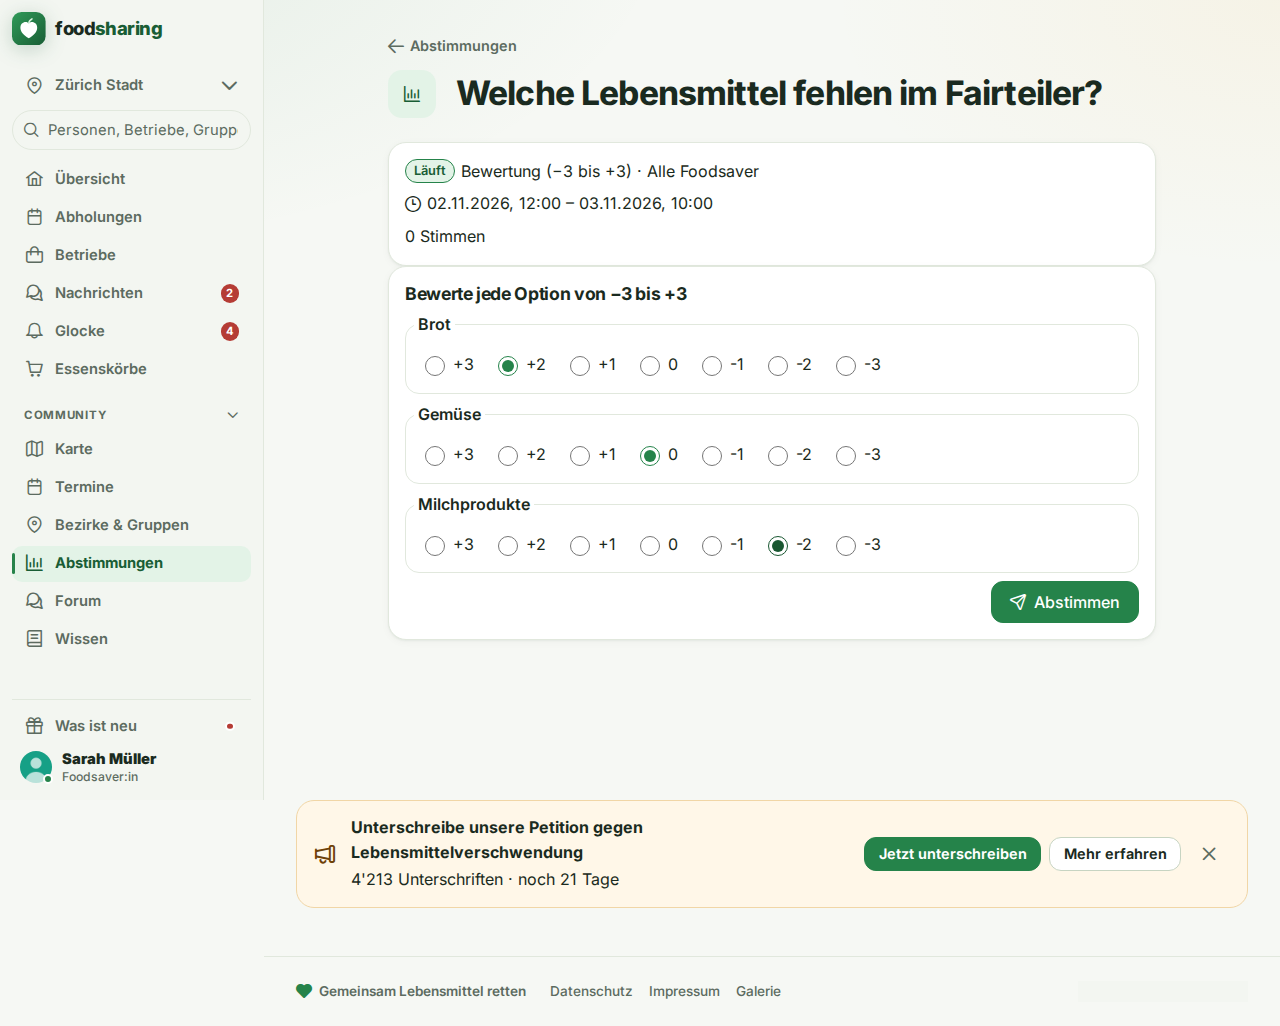 foodsharing
Zürich Stadt
Personen, Betriebe, Grupp
Übersicht
Abholungen
Betriebe
Nachrichten 2
Glocke 4
Essenskörbe
COMMUNITY
Karte
Termine
Bezirke & Gruppen
Abstimmungen
Forum
Wissen
Was ist neu
Sarah Müller
Foodsaver:in
Abstimmungen
Welche Lebensmittel fehlen im Fairteiler?
Läuft Bewertung (−3 bis +3) · Alle Foodsaver
02.11.2026, 12:00 – 03.11.2026, 10:00
0 Stimmen
Bewerte jede Option von −3 bis +3
Brot
+3 +2 +1 0 -1 -2 -3
Gemüse
+3 +2 +1 0 -1 -2 -3
Milchprodukte
+3 +2 +1 0 -1 -2 -3
Abstimmen
Unterschreibe unsere Petition gegen
Lebensmittelverschwendung
4'213 Unterschriften · noch 21 Tage
Jetzt unterschreiben Mehr erfahren
Gemeinsam Lebensmittel retten Datenschutz Impressum Galerie